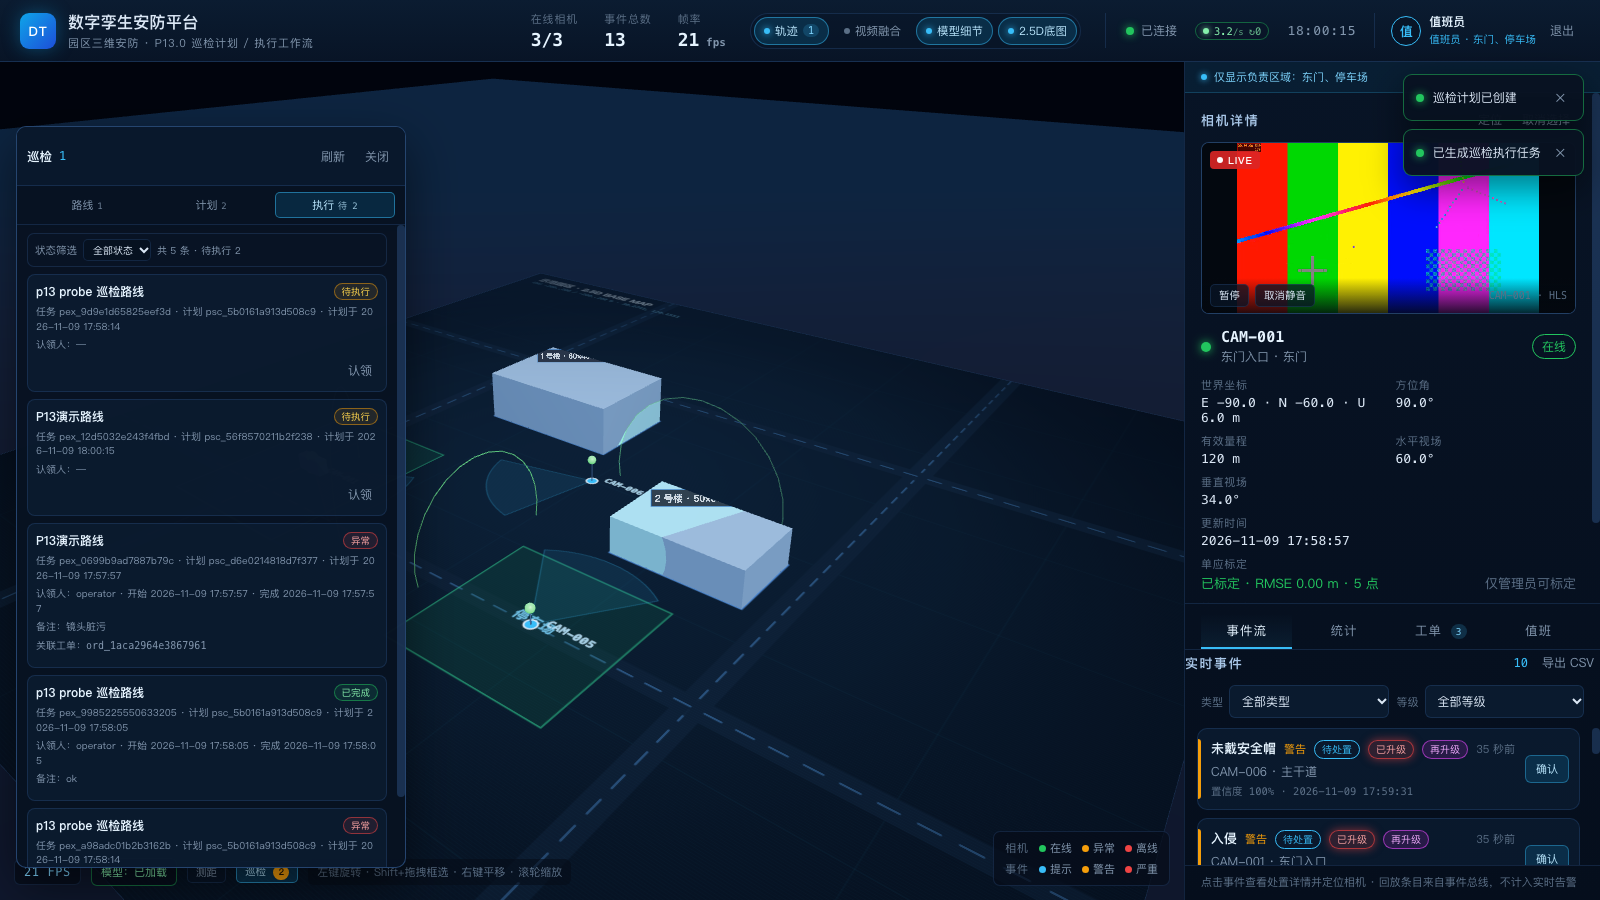 DT
数字孪生安防平台
园区三维安防 · P13.0 巡检计划 / 执行工作流
在线相机
3/3
事件总数
13
帧率
21 fps
轨迹 1
视频融合
模型细节
2.5D底图
已连接
3.2/s ↻0
18:00:15
值
值班员
值班员 · 东门、停车场
退出
巡检 1
刷新
关闭
路线 1
计划 2
执行 待 2
状态筛选
全部状态
共 5 条 · 待执行 2
p13 probe 巡检路线
待执行
任务 pex_9d9e1d65825eef3d · 计划 psc_5b0161a913d508c9 · 计划于 20
26-11-09 17:58:14
认领人: —
认领
P13演示路线
待执行
任务 pex_12d5032e243f4fbd · 计划 psc_56f8570211b2f238 · 计划于 202
6-11-09 18:00:15
认领人: —
认领
P13演示路线
异常
任务 pex_0699b9ad7887b79c · 计划 psc_d6e0214818d7f377 · 计划于 20
26-11-09 17:57:57
认领人: operator · 开始 2026-11-09 17:57:57 · 完成 2026-11-09 17:57:5
7
备注: 镜头脏污
关联工单: ord_1aca2964e3867961
p13 probe 巡检路线
已完成
任务 pex_9985225550633205 · 计划 psc_5b0161a913d508c9 · 计划于 2
026-11-09 17:58:05
认领人: operator · 开始 2026-11-09 17:58:05 · 完成 2026-11-09 17:58:0
5
备注: ok
p13 probe 巡检路线
异常
任务 pex_a98adc01b2b3162b · 计划 psc_5b0161a913d508c9 · 计划于 20
26-11-09 17:58:14
21 FPS
模型: 已加载
测距
巡检 2
左键旋转 · Shift+拖拽框选 · 右键平移 · 滚轮缩放
1 号楼 · 60x40
CAM-006
2 号楼 · 50x
停车场
CAM-005
相机
在线
异常
离线
事件
提示
警告
严重
仅显示负责区域: 东门、停车场
巡检计划已创建
已生成巡检执行任务
相机详情
LIVE
暂停
取消静音
HLS
CAM-001
东门入口 · 东门
在线
世界坐标
E -90.0 · N -60.0 · U
6.0 m
方位角
90.0°
有效量程
120 m
水平视场
60.0°
垂直视场
34.0°
更新时间
2026-11-09 17:58:57
单应标定
已标定 · RMSE 0.00 m · 5 点
仅管理员可标定
事件流
统计
工单 3
值班
实时事件
10
导出 CSV
类型
全部类型
等级
全部等级
未戴安全帽 警告 待处置 已升级 再升级 35 秒前
CAM-006 · 主干道
置信度 100% · 2026-11-09 17:59:31
确认
入侵 警告 待处置 已升级 再升级 35 秒前
CAM-001 · 东门入口
确认
点击事件查看处置详情并定位相机 · 回放条目来自事件总线, 不计入实时告警